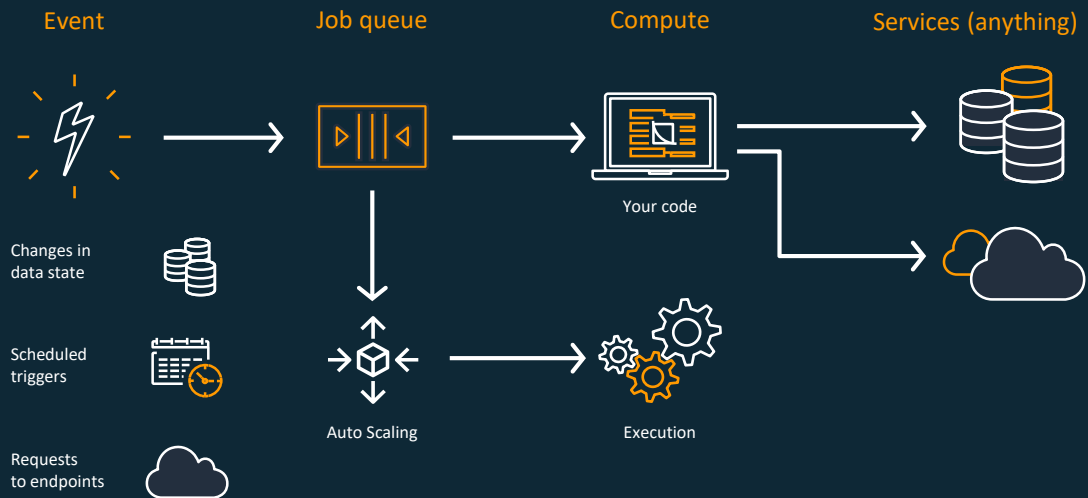 Event
Job queue
Compute
Services (anything)
Your code
Changes in
data state
Scheduled
triggers
Auto Scaling
Execution
Requests
to endpoints